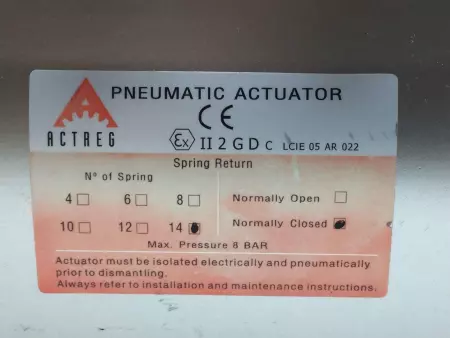 PNEUMATIC ACTUATOR
CE
ACTREG
Ex II 2 G D c LCIE 05 AR 022
Spring Return
Nº of Spring
4 6 8 Normally Open
10 12 14 Normally Closed
Max. Pressure 8 BAR
Actuator must be isolated electrically and pneumatically
prior to dismantling.
Always refer to installation and maintenance instructions.